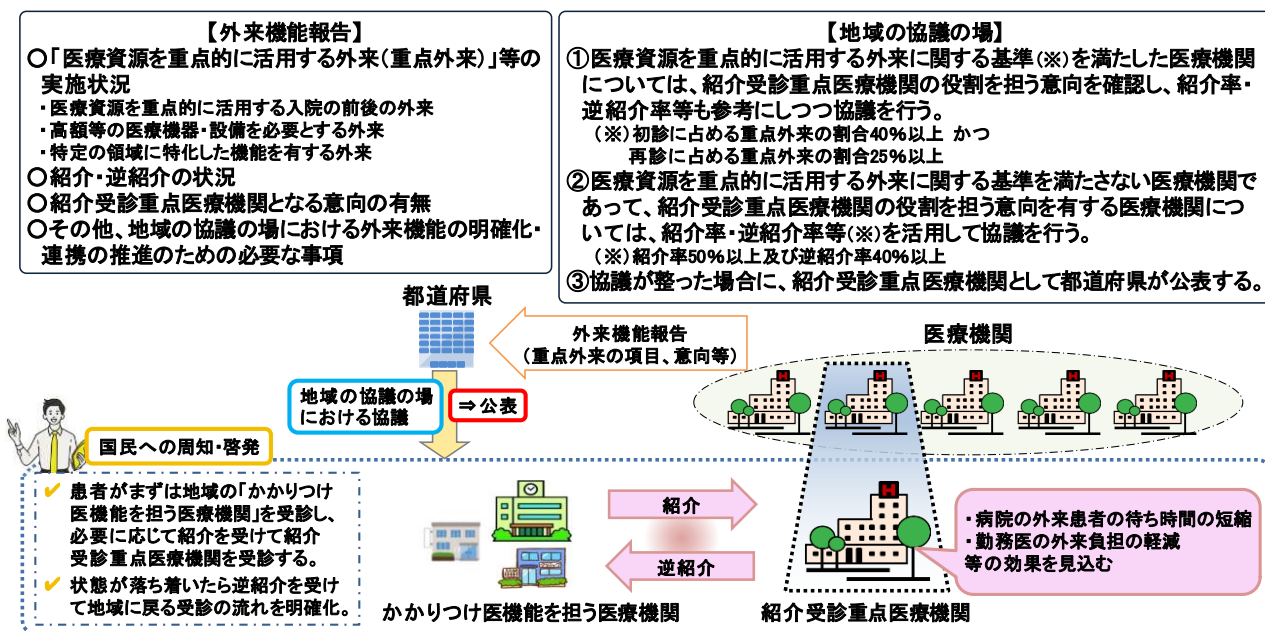 【外来機能報告】
○「医療資源を重点的に活用する外来(重点外来)」等の
実施状況
・医療資源を重点的に活用する入院の前後の外来
・高額等の医療機器・設備を必要とする外来
・特定の領域に特化した機能を有する外来
○紹介・逆紹介の状況
○紹介受診重点医療機関となる意向の有無
○その他、地域の協議の場における外来機能の明確化・
連携の推進のための必要な事項
【地域の協議の場】
①医療資源を重点的に活用する外来に関する基準(※)を満たした医療機関
については、紹介受診重点医療機関の役割を担う意向を確認し、紹介率・
逆紹介率等も参考にしつつ協議を行う。
(※)初診に占める重点外来の割合40%以上 かつ
再診に占める重点外来の割合25%以上
②医療資源を重点的に活用する外来に関する基準を満たさない医療機関で
あって、紹介受診重点医療機関の役割を担う意向を有する医療機関につ
いては、紹介率・逆紹介率等(※)を活用して協議を行う。
(※)紹介率50%以上及び逆紹介率40%以上
③協議が整った場合に、紹介受診重点医療機関として都道府県が公表する。
都道府県
外来機能報告
(重点外来の項目、意向等)
医療機関
H
H
H
H
H
地域の協議の場
における協議
⇒公表
国民への周知・啓発
✔ 患者がまずは地域の「かかりつけ
医機能を担う医療機関」を受診し、
必要に応じて紹介を受けて紹介
受診重点医療機関を受診する。
✔ 状態が落ち着いたら逆紹介を受け
て地域に戻る受診の流れを明確化。
紹介
逆紹介
H
・病院の外来患者の待ち時間の短縮
・勤務医の外来負担の軽減
等の効果を見込む
かかりつけ医機能を担う医療機関
紹介受診重点医療機関